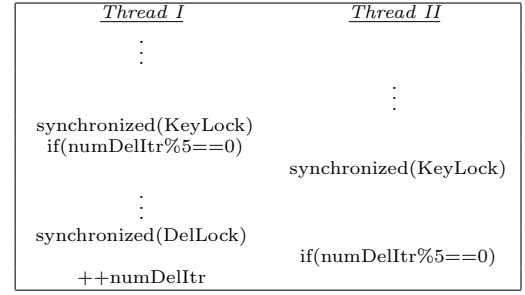 Thread I Thread II
synchronized(KeyLock)
if(numDelItr%5==0)
synchronized(KeyLock)
synchronized(DelLock)
if(numDelItr%5==0)
++numDelItr